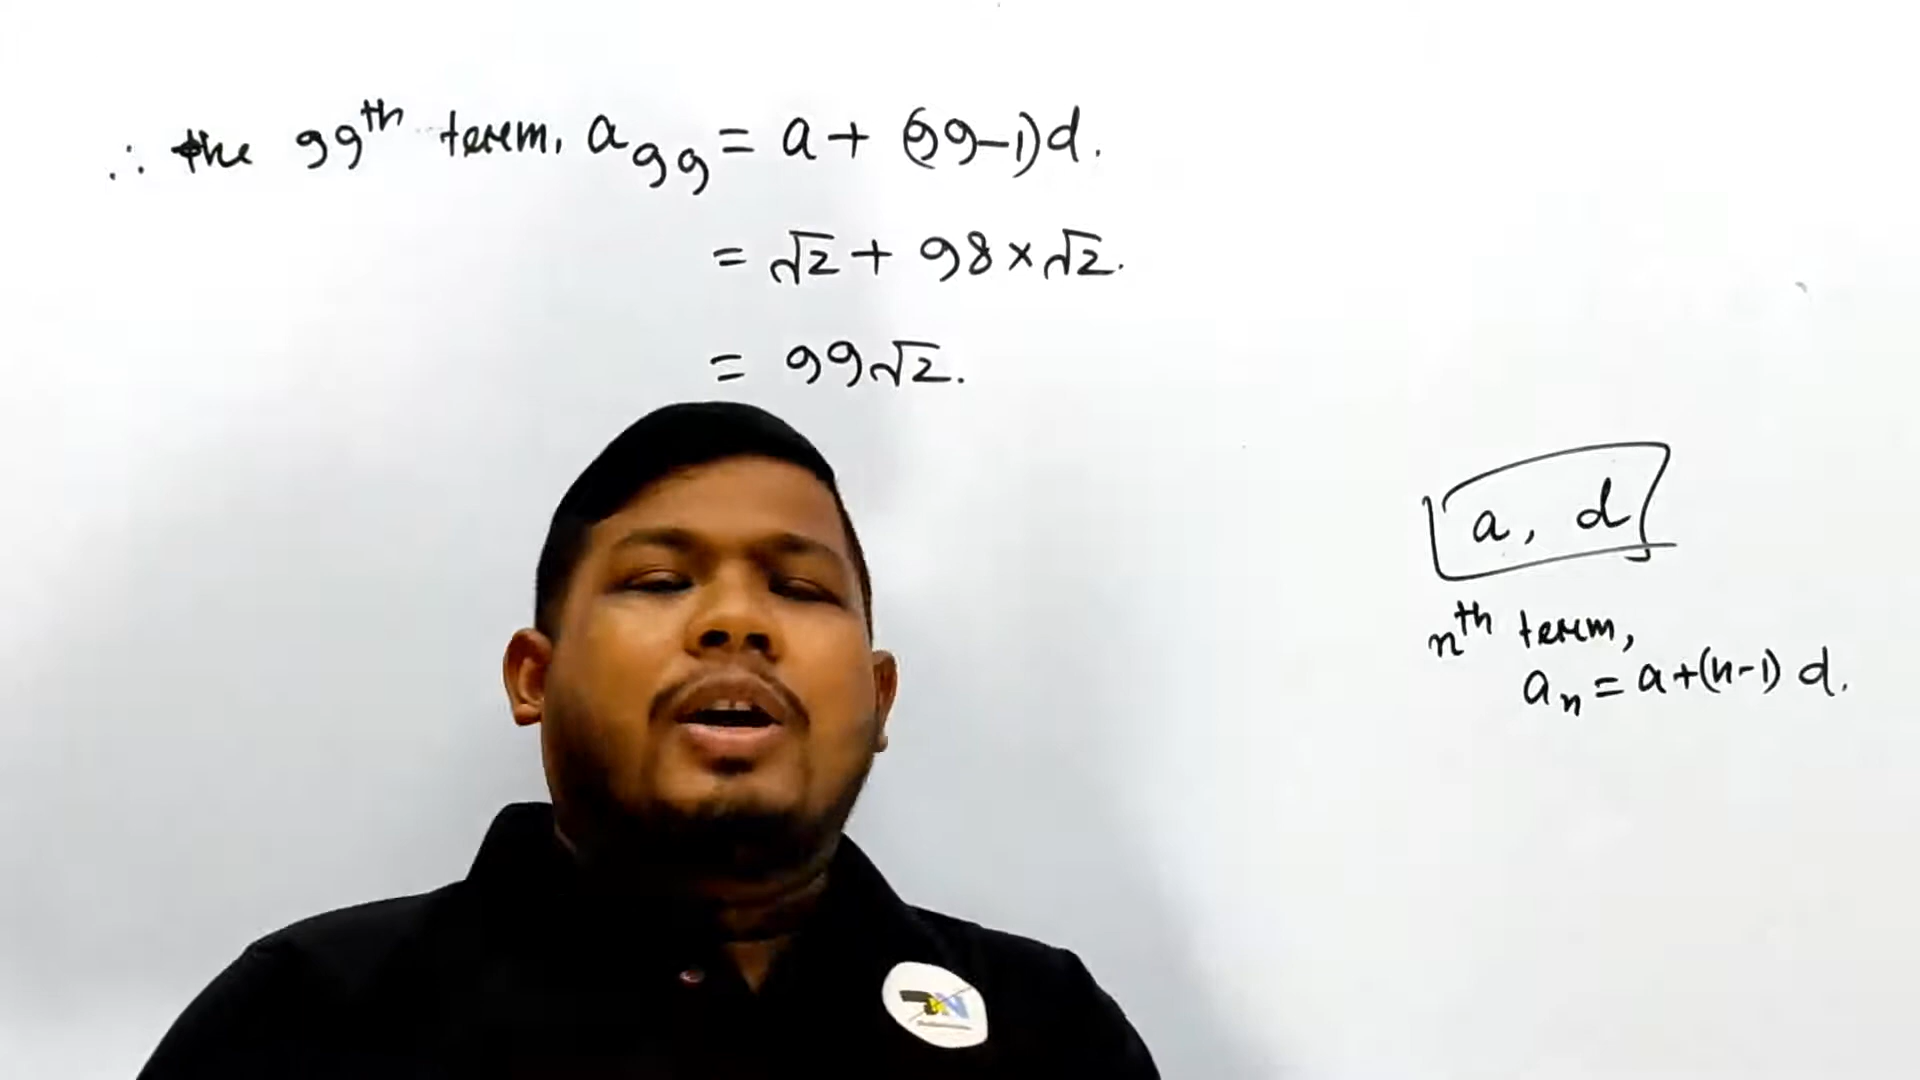 ∴ the 99th term, a₉₉ = a + (99-1)d.
= √2 + 98 × √2.
= 99√2.
a, d
nth term,
aₙ = a+(n-1) d.